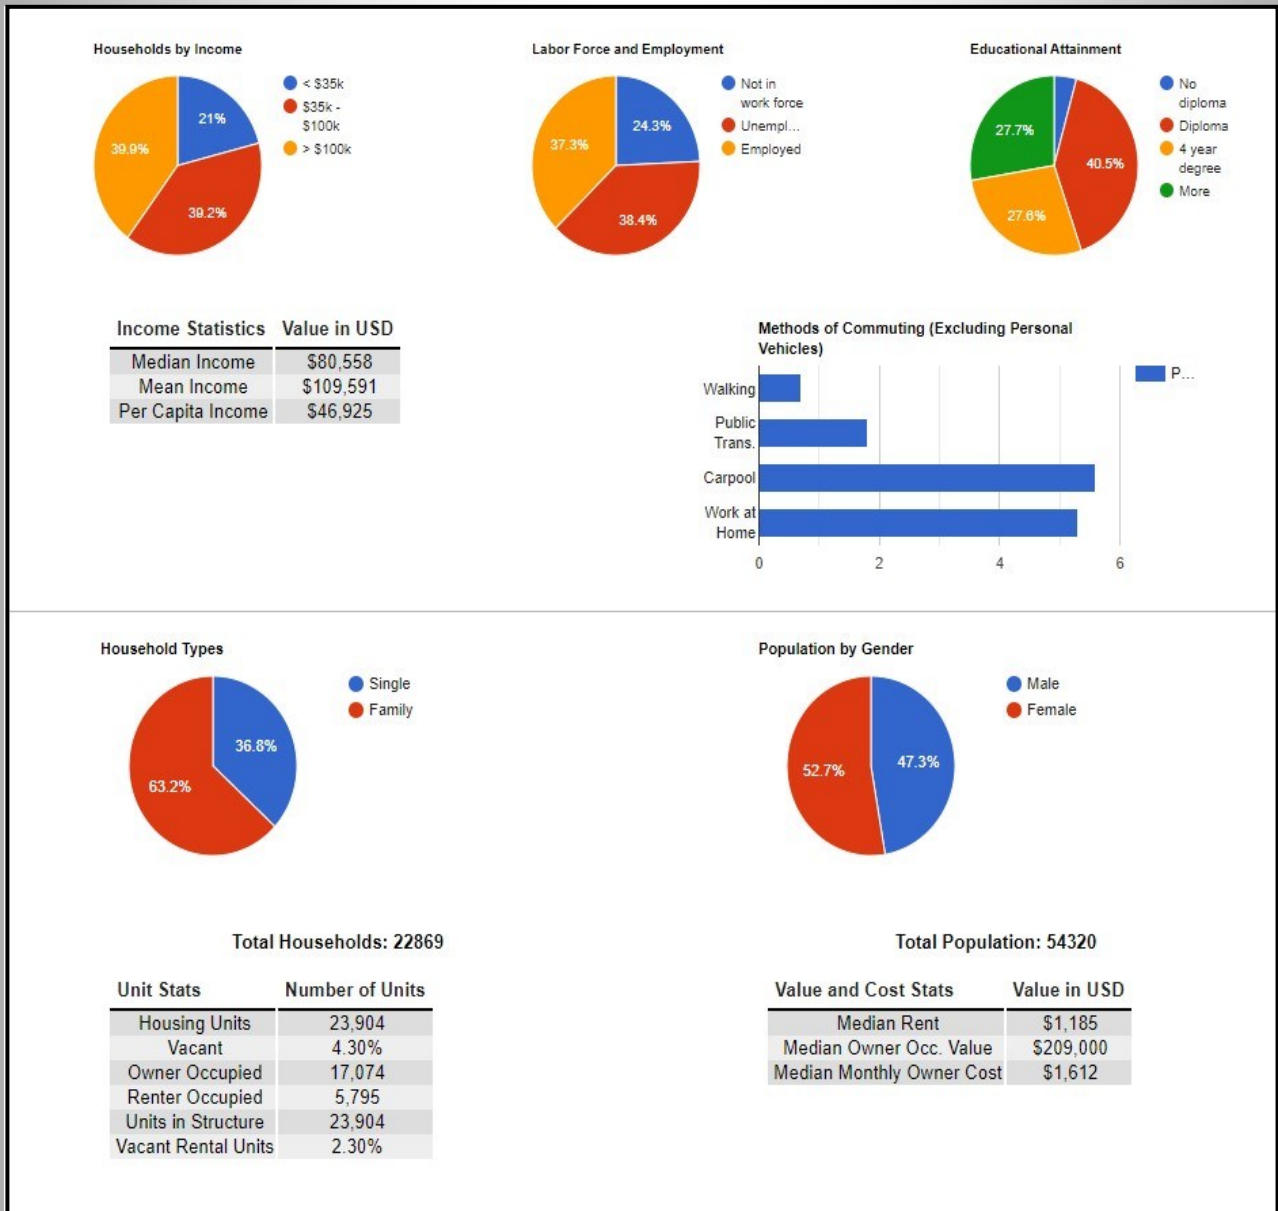 Households by Income
21%
39.2%
39.9%
< $35k
$35k -
$100k
> $100k
Labor Force and Employment
24.3%
38.4%
37.3%
Not in
work force
Unempl...
Employed
Educational Attainment
40.5%
27.6%
27.7%
No
diploma
Diploma
4 year
degree
More
Income Statistics Value in USD
Median Income $80,558
Mean Income $109,591
Per Capita Income $46,925
Methods of Commuting (Excluding Personal
Vehicles)
Walking
Public
Trans.
Carpool
Work at
Home
0 2 4 6
P...
Household Types
36.8%
63.2%
Single
Family
Population by Gender
47.3%
52.7%
Male
Female
Total Households: 22869
Unit Stats Number of Units
Housing Units 23,904
Vacant 4.30%
Owner Occupied 17,074
Renter Occupied 5,795
Units in Structure 23,904
Vacant Rental Units 2.30%
Total Population: 54320
Value and Cost Stats Value in USD
Median Rent $1,185
Median Owner Occ. Value $209,000
Median Monthly Owner Cost $1,612